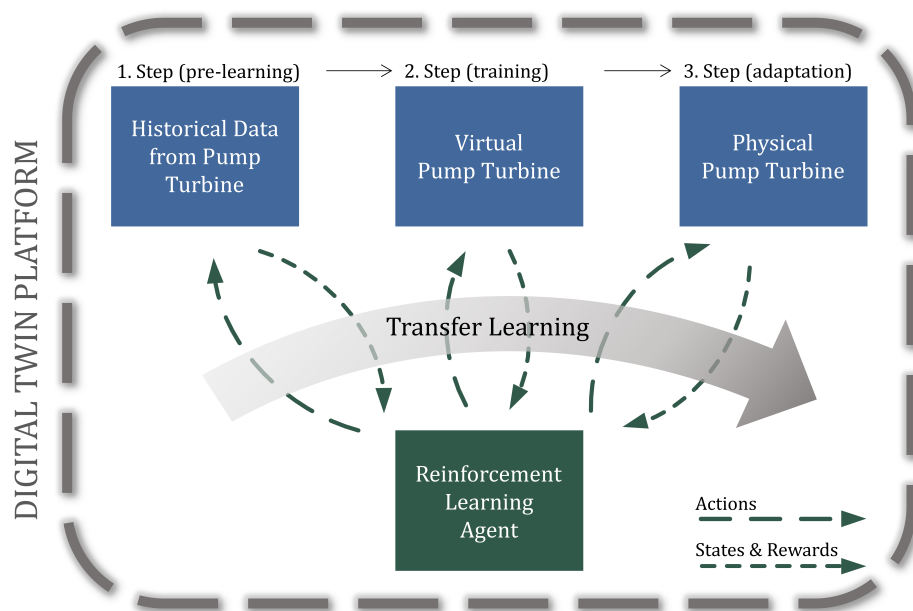 DIGITAL TWIN PLATFORM
1. Step (pre-learning)
2. Step (training)
3. Step (adaptation)
Historical Data
from Pump
Turbine
Virtual
Pump Turbine
Physical
Pump Turbine
Transfer Learning
Reinforcement
Learning
Agent
Actions
States & Rewards